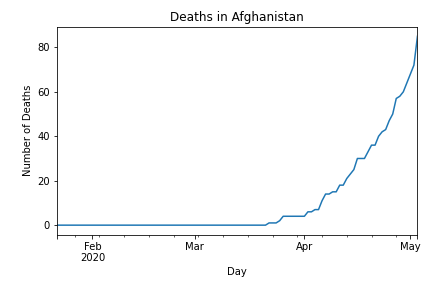 Deaths in Afghanistan
80
60
40
20
0
Number of Deaths
Feb
2020
Mar
Apr
May
Day